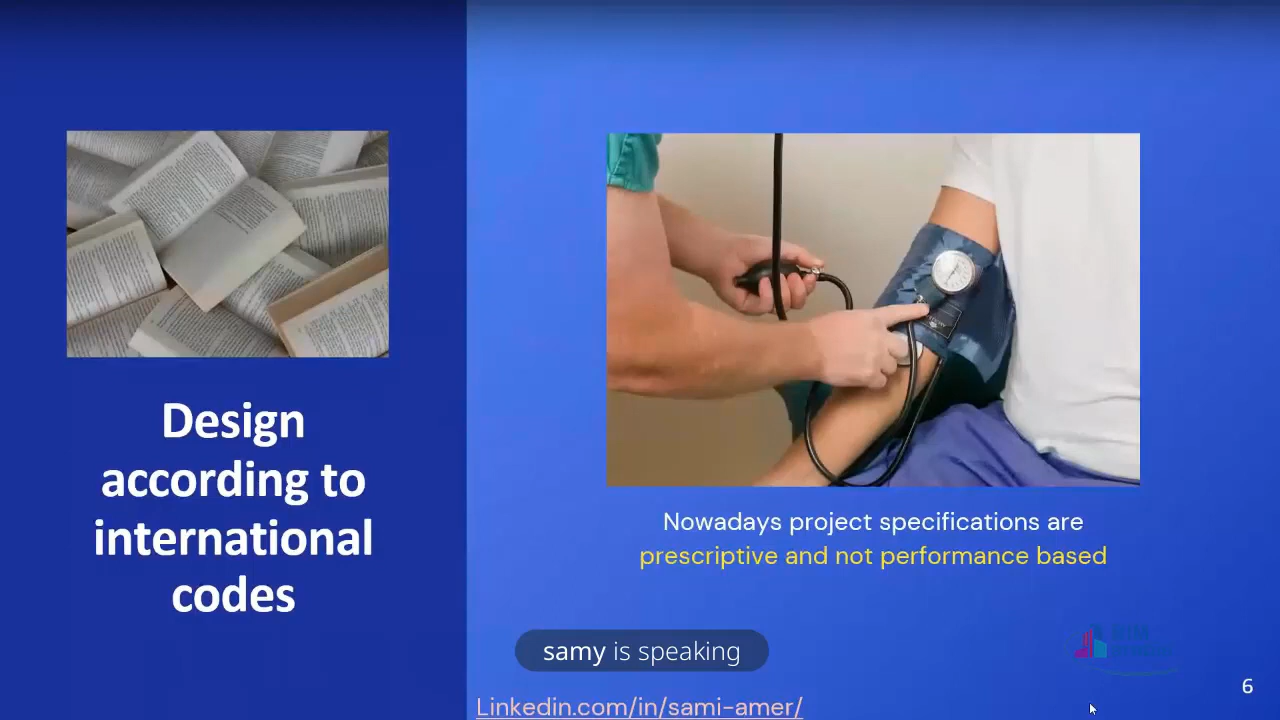 Design
according to
international
codes
Nowadays project specifications are
prescriptive and not performance based
samy is speaking
Linkedin.com/in/sami-amer/
6